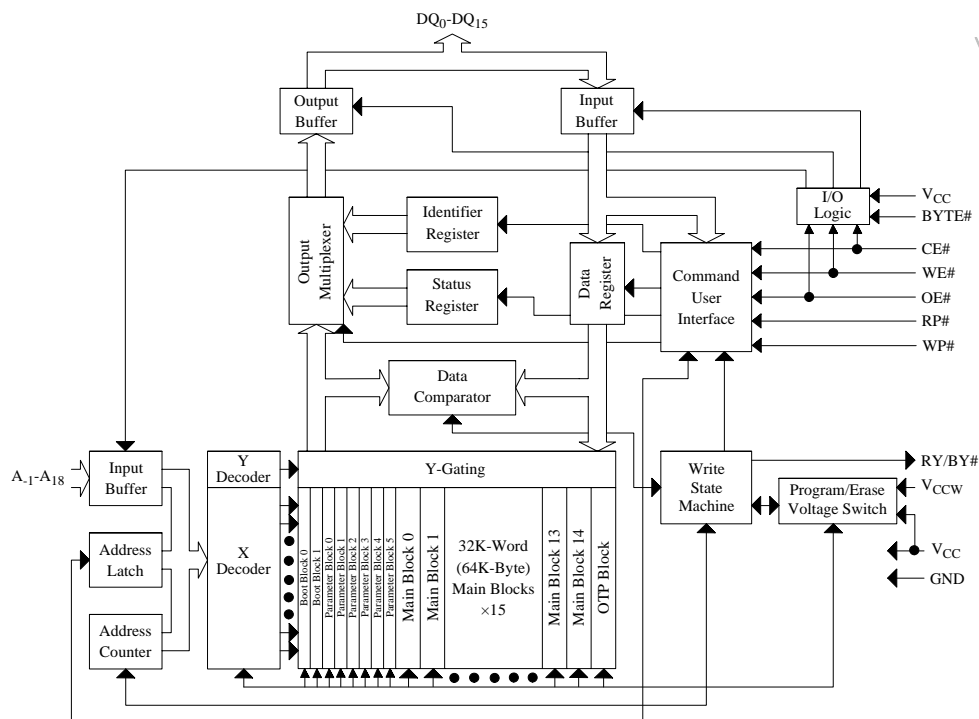 DQ0-DQ15
Output
Buffer
Input
Buffer
I/O
Logic
VCC
BYTE#
Output
Multiplexer
Identifier
Register
Status
Register
Data
Register
Command
User
Interface
CE#
WE#
OE#
RP#
WP#
Data
Comparator
A-1-A18
Input
Buffer
Y
Decoder
Y-Gating
Write
State
Machine
RY/BY#
Program/Erase
Voltage Switch
VCCW
VCC
GND
Address
Latch
Address
Counter
X
Decoder
Boot Block 0
Boot Block 1
Parameter Block 0
Parameter Block 1
Parameter Block 2
Parameter Block 3
Parameter Block 4
Parameter Block 5
Main Block 0
Main Block 1
32K-Word
(64K-Byte)
Main Blocks
×15
Main Block 13
Main Block 14
OTP Block